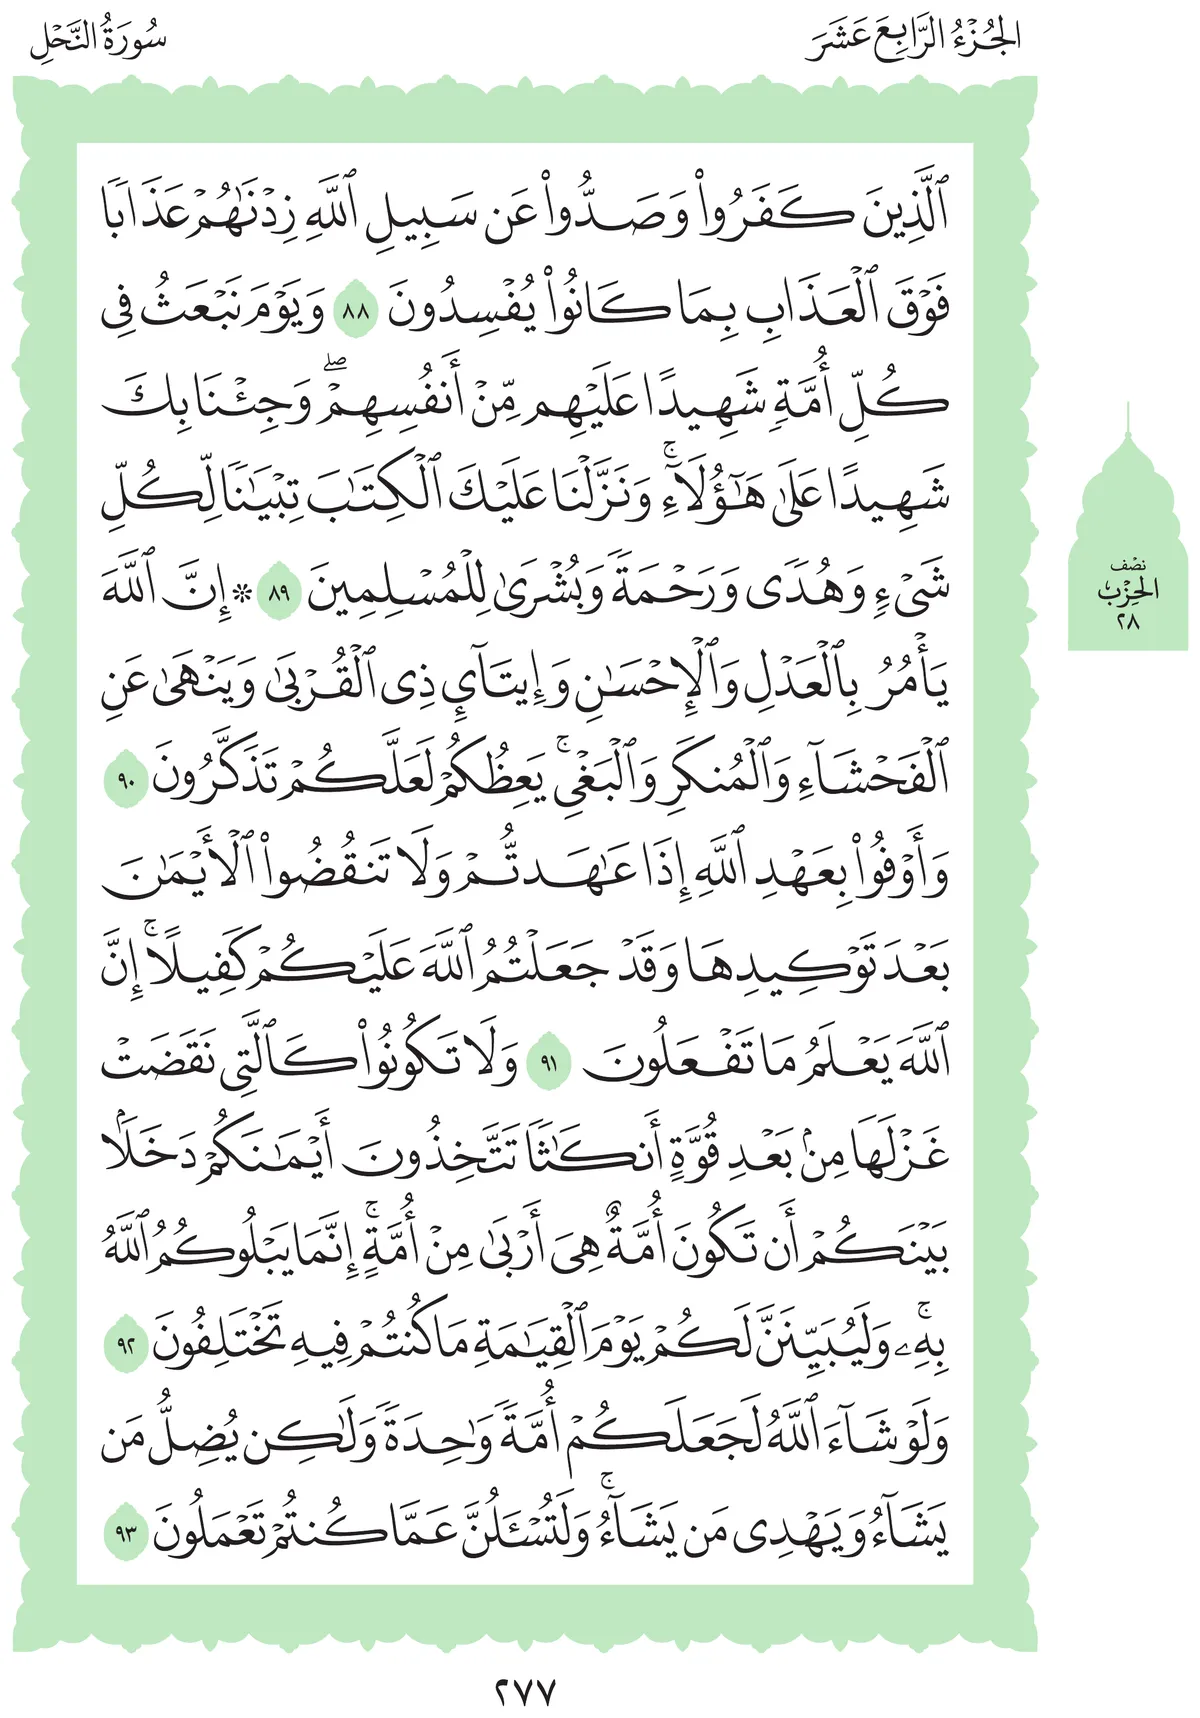 الجُزْءُ الرَّابِعَ عَشَرَ
سُورَةُ النَّحْلِ
ٱلَّذِينَ كَفَرُوا۟ وَصَدُّوا۟ عَن سَبِيلِ ٱللَّهِ زِدْنَٰهُمْ عَذَابًا
فَوْقَ ٱلْعَذَابِ بِمَا كَانُوا۟ يُفْسِدُونَ ٨٨ وَيَوْمَ نَبْعَثُ فِى
كُلِّ أُمَّةٍ شَهِيدًا عَلَيْهِم مِّنْ أَنفُسِهِمْ ۖ وَجِئْنَا بِكَ
شَهِيدًا عَلَىٰ هَٰٓؤُلَآءِ ۚ وَنَزَّلْنَا عَلَيْكَ ٱلْكِتَٰبَ تِبْيَٰنًا لِّكُلِّ
شَىْءٍ وَهُدًى وَرَحْمَةً وَبُشْرَىٰ لِلْمُسْلِمِينَ ٨٩ * إِنَّ ٱللَّهَ
يَأْمُرُ بِٱلْعَدْلِ وَٱلْإِحْسَٰنِ وَإِيتَآئِ ذِى ٱلْقُرْبَىٰ وَيَنْهَىٰ عَنِ
ٱلْفَحْشَآءِ وَٱلْمُنكَرِ وَٱلْبَغْىِ ۚ يَعِظُكُمْ لَعَلَّكُمْ تَذَكَّرُونَ ٩٠
وَأَوْفُوا۟ بِعَهْدِ ٱللَّهِ إِذَا عَٰهَدتُّمْ وَلَا تَنقُضُوا۟ ٱلْأَيْمَٰنَ
بَعْدَ تَوْكِيدِهَا وَقَدْ جَعَلْتُمُ ٱللَّهَ عَلَيْكُمْ كَفِيلًا ۚ إِنَّ
ٱللَّهَ يَعْلَمُ مَا تَفْعَلُونَ ٩١ وَلَا تَكُونُوا۟ كَٱلَّتِى نَقَضَتْ
غَزْلَهَا مِنۢ بَعْدِ قُوَّةٍ أَنكَٰثًا تَتَّخِذُونَ أَيْمَٰنَكُمْ دَخَلًۢا
بَيْنَكُمْ أَن تَكُونَ أُمَّةٌ هِىَ أَرْبَىٰ مِنْ أُمَّةٍ ۚ إِنَّمَا يَبْلُوكُمُ ٱللَّهُ
بِهِۦ ۚ وَلَيُبَيِّنَنَّ لَكُمْ يَوْمَ ٱلْقِيَٰمَةِ مَا كُنتُمْ فِيهِ تَخْتَلِفُونَ ٩٢
وَلَوْ شَآءَ ٱللَّهُ لَجَعَلَكُمْ أُمَّةً وَٰحِدَةً وَلَٰكِن يُضِلُّ مَن
يَشَآءُ وَيَهْدِى مَن يَشَآءُ ۚ وَلَتُسْـَٔلُنَّ عَمَّا كُنتُمْ تَعْمَلُونَ ٩٣
نصف
الحزب
٢٨
٢٧٧